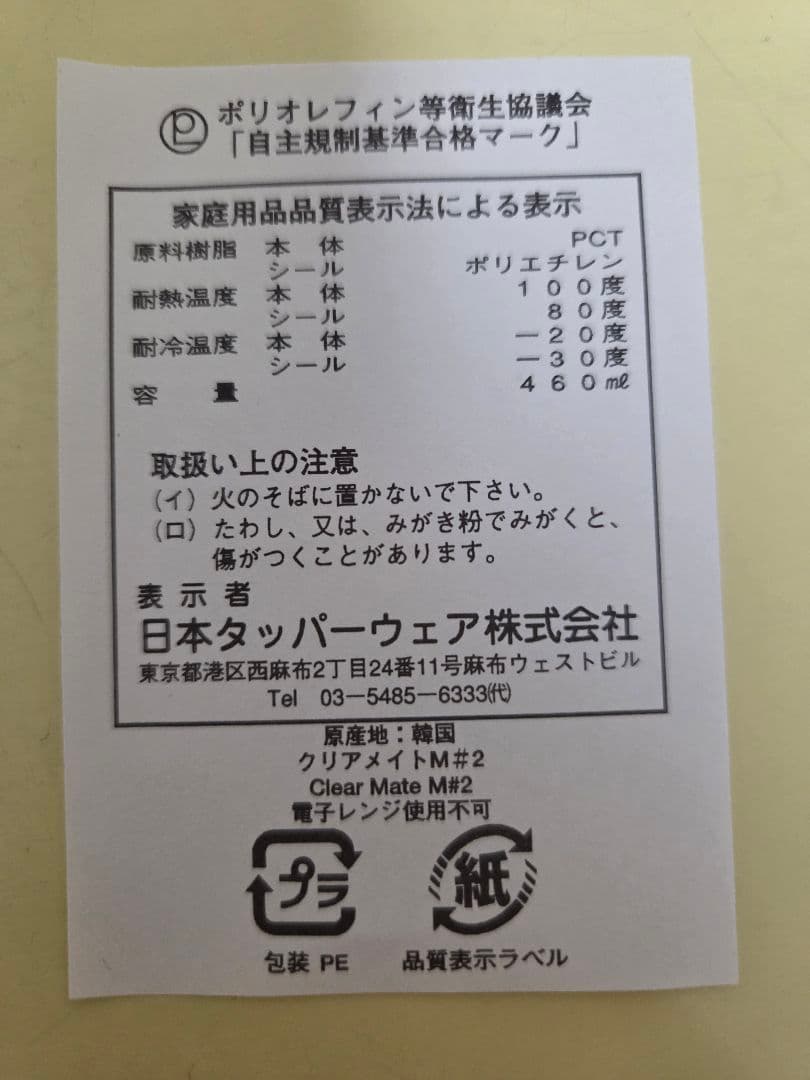 ポリオレフィン等衛生協議会
「自主規制基準合格マーク」
家庭用品品質表示法による表示
原料樹脂 本体 PCT
シール ポリエチレン
耐熱温度 本体 100度
シール 80度
耐冷温度 本体 −20度
シール −30度
容量 460㎖
取扱い上の注意
(イ) 火のそばに置かないで下さい。
(ロ) たわし、又は、みがき粉でみがくと、
傷がつくことがあります。
表示者
日本タッパーウェア株式会社
東京都港区西麻布2丁目24番11号麻布ウェストビル
Tel 03−5485−6333㈹
原産地：韓国
クリアメイトM＃2
Clear Mate M#2
電子レンジ使用不可
プラ 紙
包装 PE 品質表示ラベル